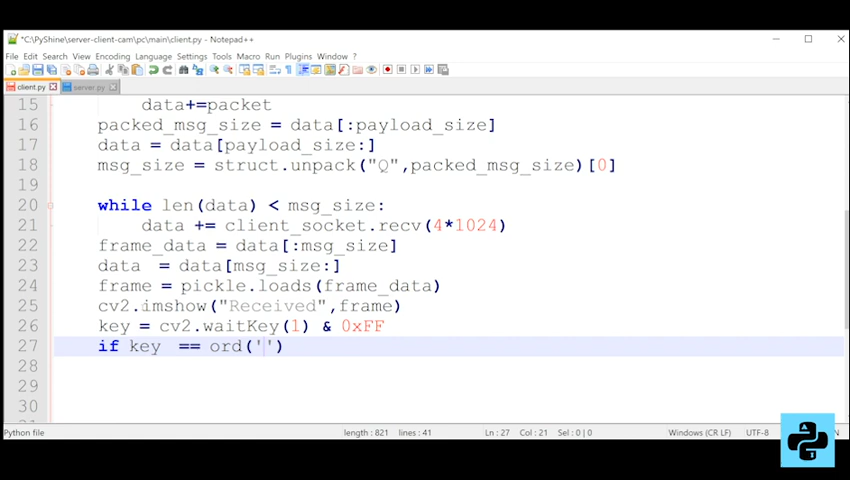 *C:\PyShine\server-client-cam\pc\main\client.py - Notepad++
File Edit Search View Encoding Language Settings Tools Macro Run Plugins Window ?
client.py server.py
15 data+=packet
16 packed_msg_size = data[:payload_size]
17 data = data[payload_size:]
18 msg_size = struct.unpack("Q",packed_msg_size)[0]
19
20 while len(data) < msg_size:
21 data += client_socket.recv(4*1024)
22 frame_data = data[:msg_size]
23 data = data[msg_size:]
24 frame = pickle.loads(frame_data)
25 cv2.imshow("Received",frame)
26 key = cv2.waitKey(1) & 0xFF
27 if key == ord('')
28
29
30
Python file length : 821 lines : 41 Ln : 27 Col : 21 Sel : 0 | 0 Windows (CR LF) UTF-8